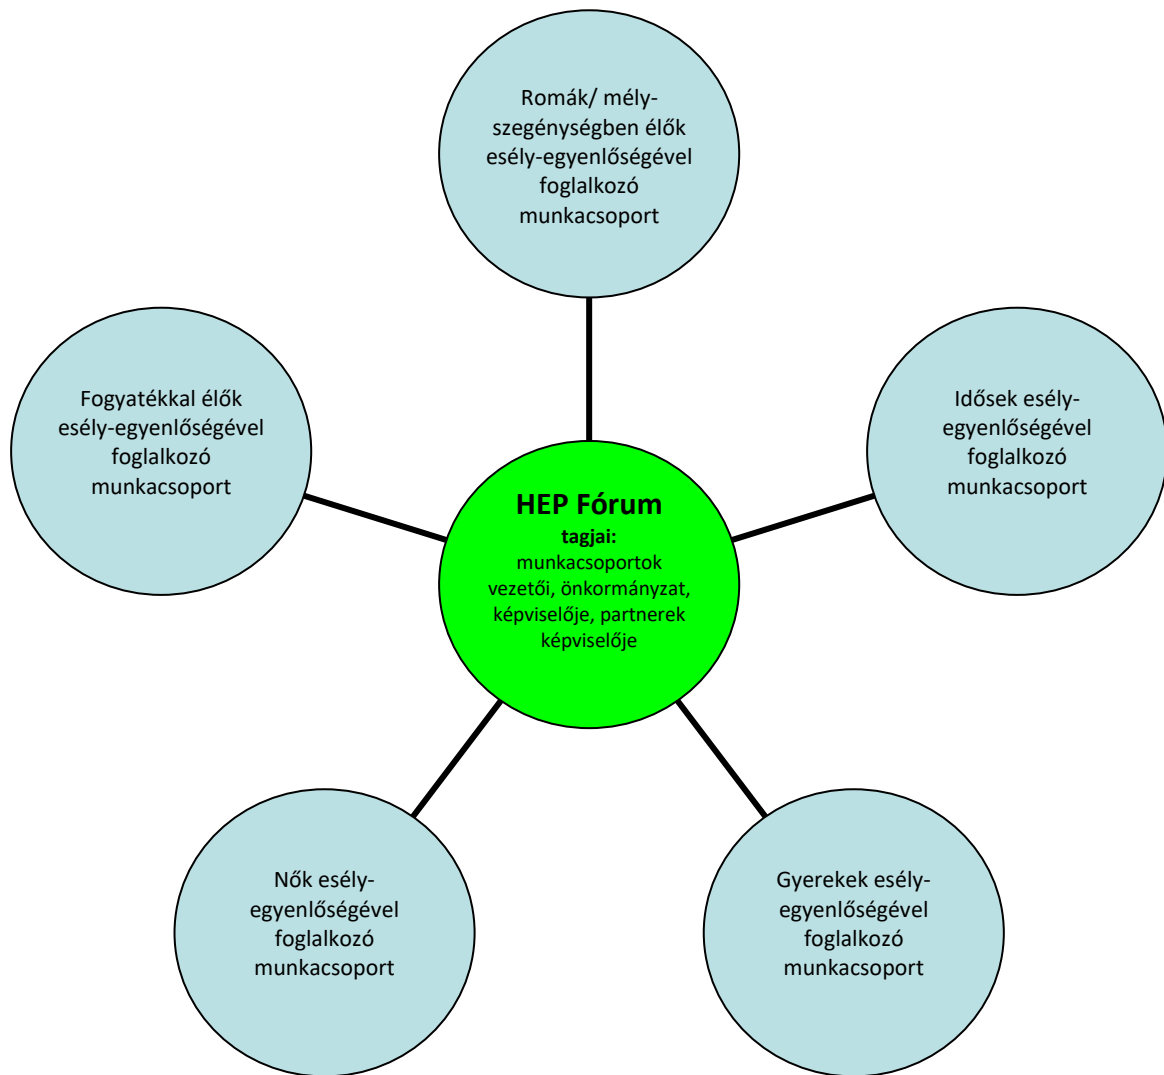 Romák/ mély-
szegénységben élők
esély-egyenlőségével
foglalkozó
munkacsoport
Fogyatékkal élők
esély-egyenlőségével
foglalkozó
munkacsoport
Idősek esély-
egyenlőségével
foglalkozó
munkacsoport
HEP Fórum
tagjai:
munkacsoportok
vezetői, önkormányzat,
képviselője, partnerek
képviselője
Nők esély-
egyenlőségével
foglalkozó
munkacsoport
Gyerekek esély-
egyenlőségével
foglalkozó
munkacsoport